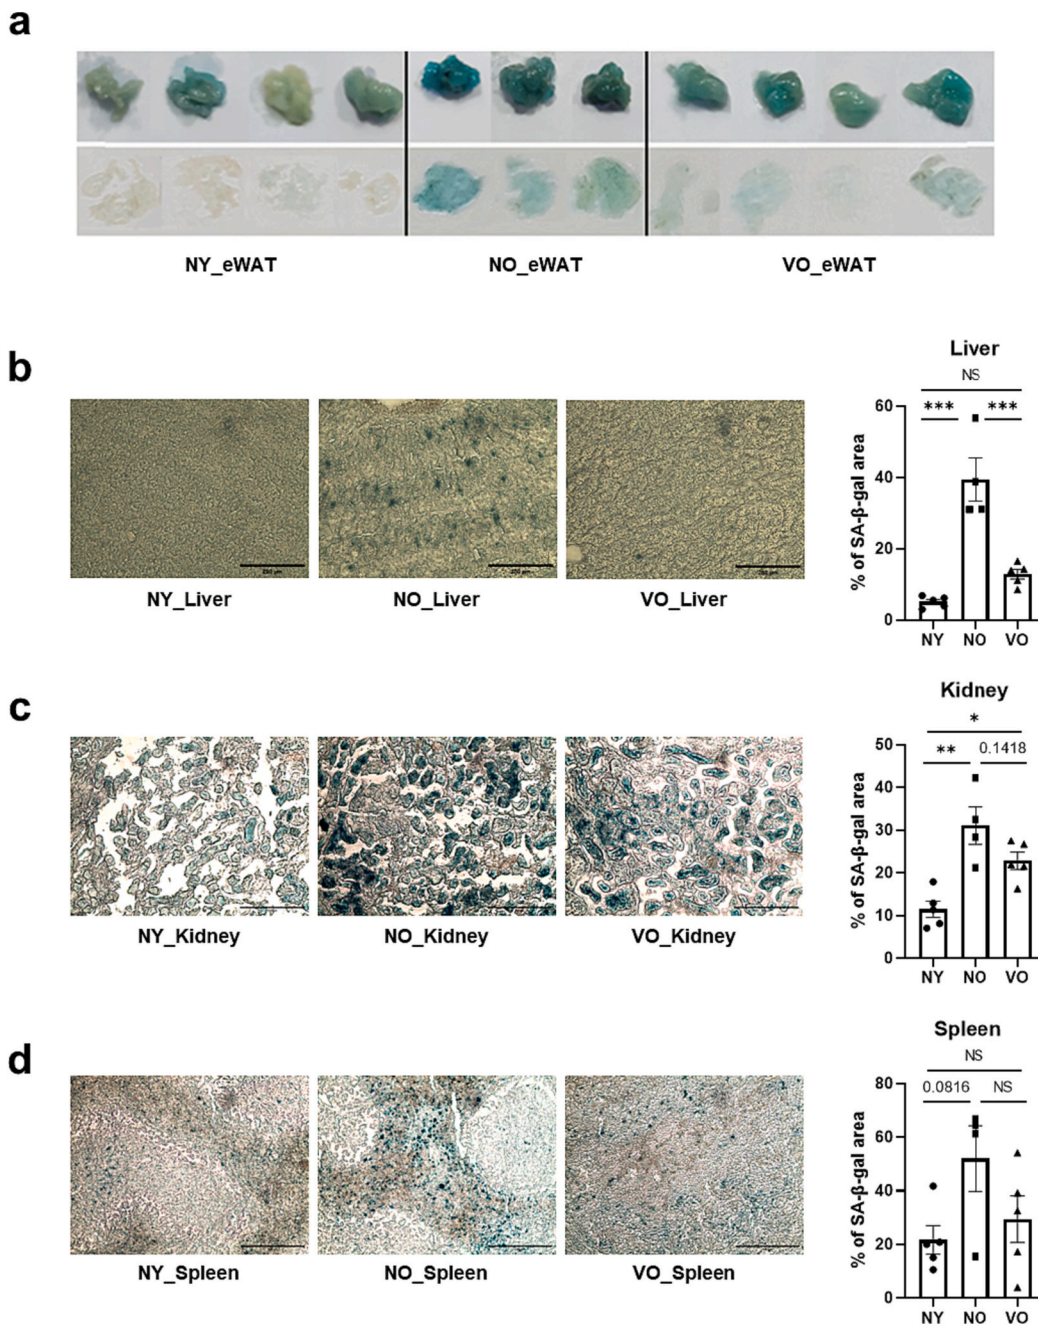 a
NY_eWAT NO_eWAT VO_eWAT
b
NY_Liver NO_Liver VO_Liver
Liver
NS
*** ***
% of SA-β-gal area
60
40
20
0
NY NO VO
c
NY_Kidney NO_Kidney VO_Kidney
Kidney
*
** 0.1418
% of SA-β-gal area
50
40
30
20
10
0
NY NO VO
d
NY_Spleen NO_Spleen VO_Spleen
Spleen
NS
0.0816 NS
% of SA-β-gal area
80
60
40
20
0
NY NO VO